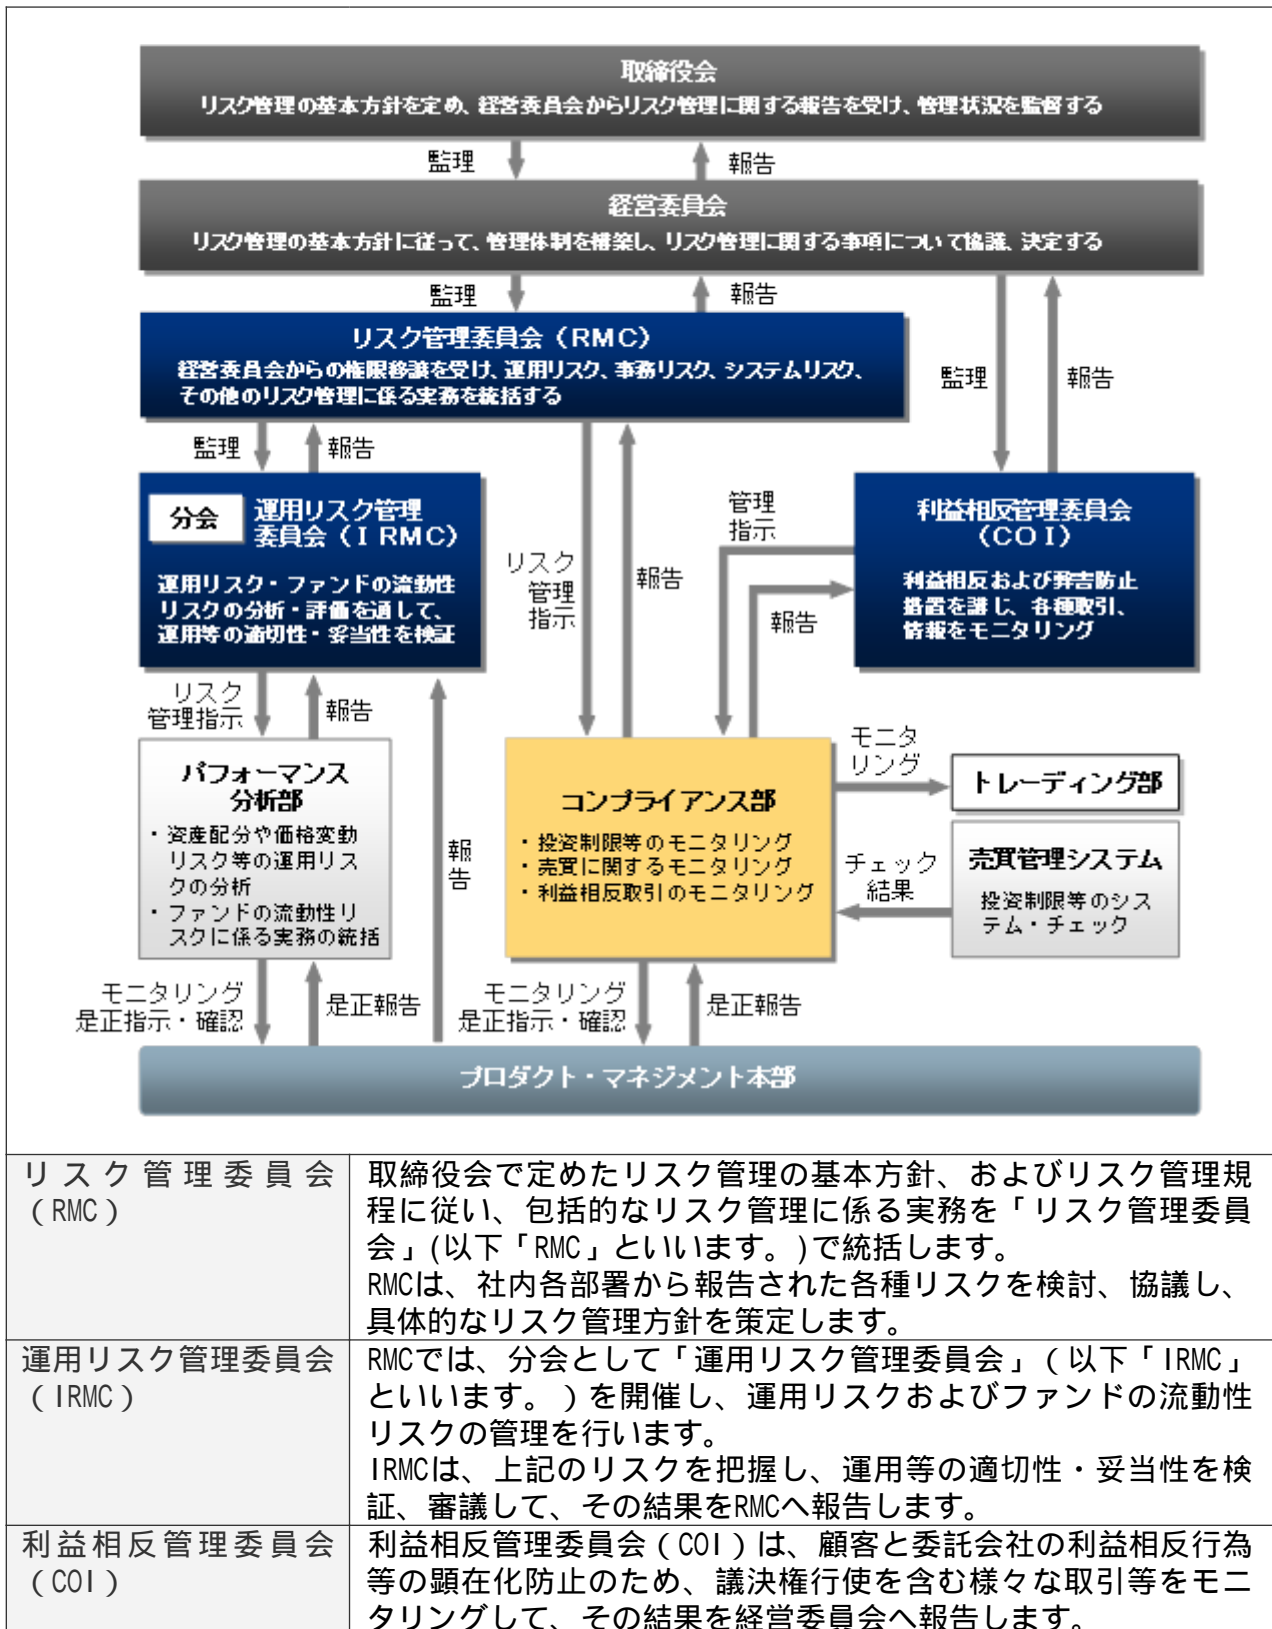 取締役会
リスク管理の基本方針を定め、経営委員会からリスク管理に関する報告を受け、管理状況を監督する
監理
報告
経営委員会
リスク管理の基本方針に従って、管理体制を構築し、リスク管理に関する事項について協議、決定する
監理
報告
監理
報告
リスク管理委員会（RMC）
経営委員会からの権限移譲を受け、運用リスク、事務リスク、システムリスク、
その他のリスク管理に係る実務を統括する
監理
報告
リスク
管理
指示
報告
管理
指示
報告
分会
運用リスク管理
委員会（IRMC）
運用リスク・ファンドの流動性
リスクの分析・評価を通して、
運用等の適切性・妥当性を検証
利益相反管理委員会
（COI）
利益相反および弊害防止
措置を講じ、各種取引、
情報をモニタリング
リスク
管理指示
報告
報
告
パフォーマンス
分析部
・資産配分や価格変動
リスク等の運用リス
クの分析
・ファンドの流動性リ
スクに係る実務の統括
コンプライアンス部
・投資制限等のモニタリング
・売買に関するモニタリング
・利益相反取引のモニタリング
モニタ
リング
トレーディング部
チェック
結果
売買管理システム
投資制限等のシス
テム・チェック
モニタリング
是正指示・確認
是正報告
モニタリング
是正指示・確認
是正報告
プロダクト・マネジメント本部
リスク管理委員会
（RMC）
取締役会で定めたリスク管理の基本方針、およびリスク管理規
程に従い、包括的なリスク管理に係る実務を「リスク管理委員
会」(以下「RMC」といいます。)で統括します。
RMCは、社内各部署から報告された各種リスクを検討、協議し、
具体的なリスク管理方針を策定します。
運用リスク管理委員会
（IRMC）
RMCでは、分会として「運用リスク管理委員会」（以下「IRMC」
といいます。）を開催し、運用リスクおよびファンドの流動性
リスクの管理を行います。
IRMCは、上記のリスクを把握し、運用等の適切性・妥当性を検
証、審議して、その結果をRMCへ報告します。
利益相反管理委員会
（COI）
利益相反管理委員会（COI）は、顧客と委託会社の利益相反行為
等の顕在化防止のため、議決権行使を含む様々な取引等をモニ
タリングして、その結果を経営委員会へ報告します。